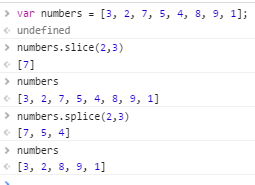 > var numbers = [3, 2, 7, 5, 4, 8, 9, 1];
undefined
> numbers.slice(2,3)
[7]
> numbers
[3, 2, 7, 5, 4, 8, 9, 1]
> numbers.splice(2,3)
[7, 5, 4]
> numbers
[3, 2, 8, 9, 1]
>